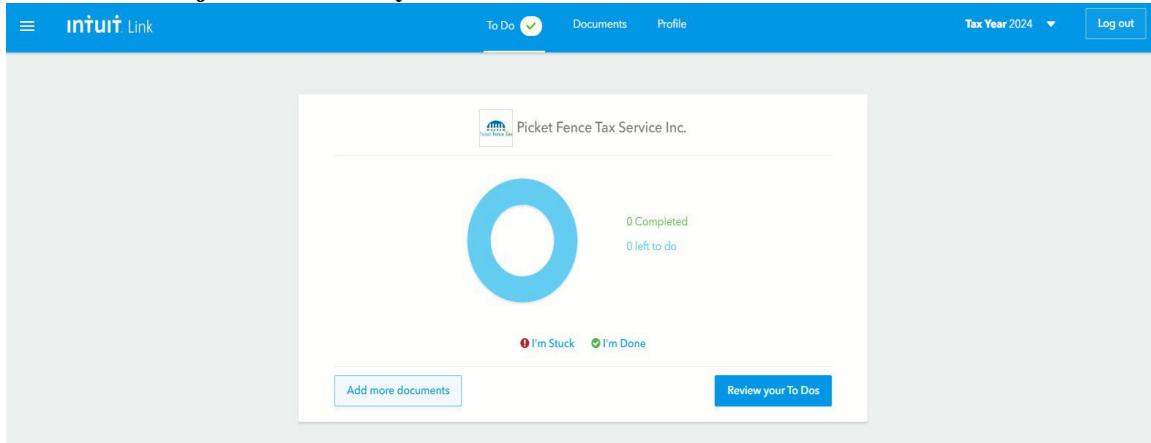 ıntuıt Link
To Do
Documents
Profile
Tax Year 2024
Log out
Picket Fence Tax Service Inc.
0 Completed
0 left to do
I'm Stuck
I'm Done
Add more documents
Review your To Dos